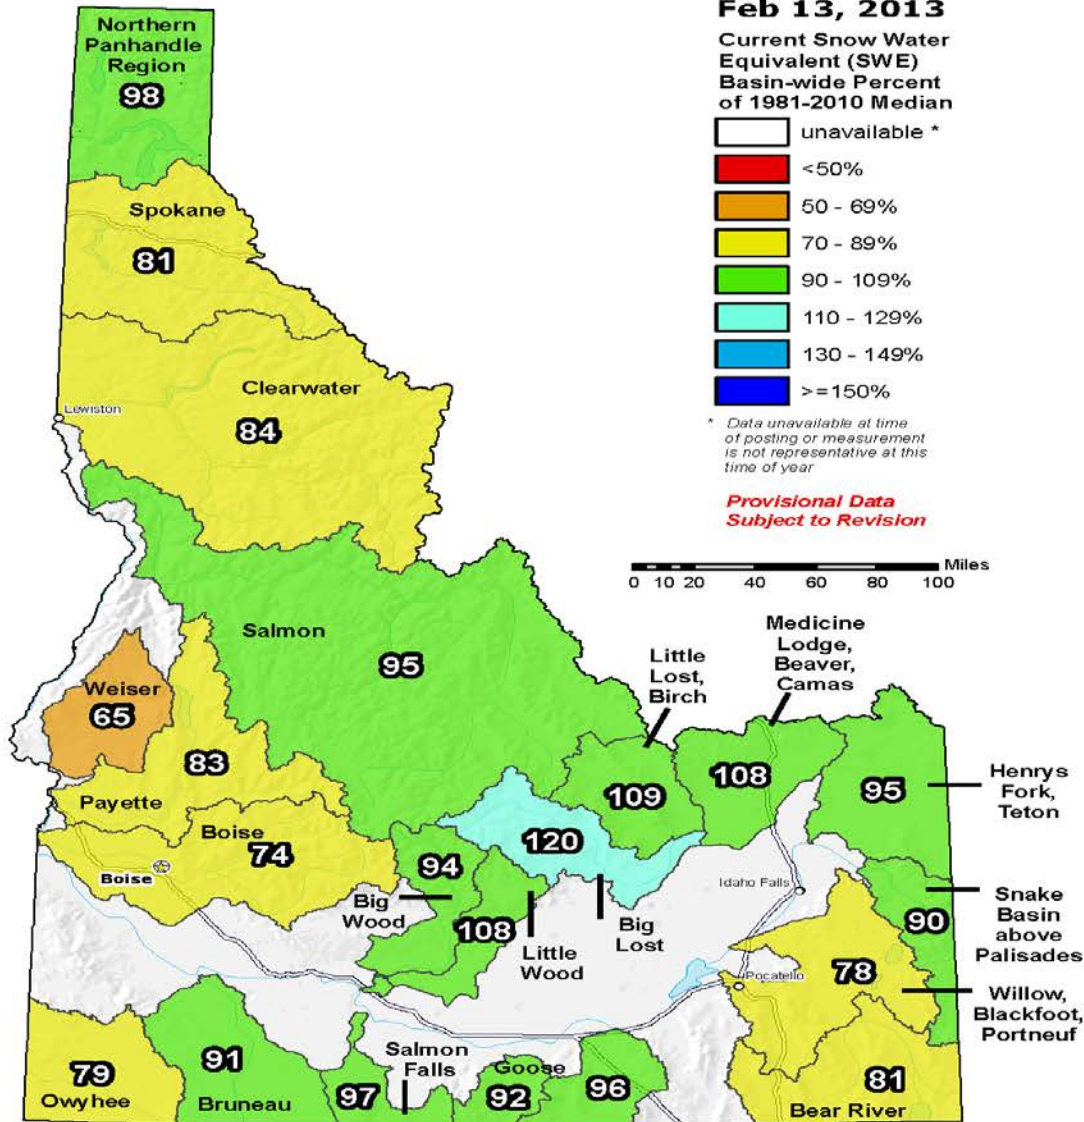 Feb 13, 2013
Current Snow Water
Equivalent (SWE)
Basin-wide Percent
of 1981-2010 Median
unavailable *
<50%
50 - 69%
70 - 89%
90 - 109%
110 - 129%
130 - 149%
>=150%
* Data unavailable at time
of posting or measurement
is not representative at this
time of year
Provisional Data
Subject to Revision
Miles
0 10 20 40 60 80 100
Northern
Panhandle
Region
98
Spokane
81
Clearwater
84
Lewiston
Salmon
95
Weiser
65
83
Payette
Boise
74
Boise
Little
Lost,
Birch
109
Medicine
Lodge,
Beaver,
Camas
108
95
Henrys
Fork,
Teton
120
Big
Lost
94
Big
Wood
108
Little
Wood
Idaho Falls
90
Snake
Basin
above
Palisades
78
Pocatello
Willow,
Blackfoot,
Portneuf
79
Owyhee
91
Bruneau
97
Salmon
Falls
Goose
92
96
81
Bear River